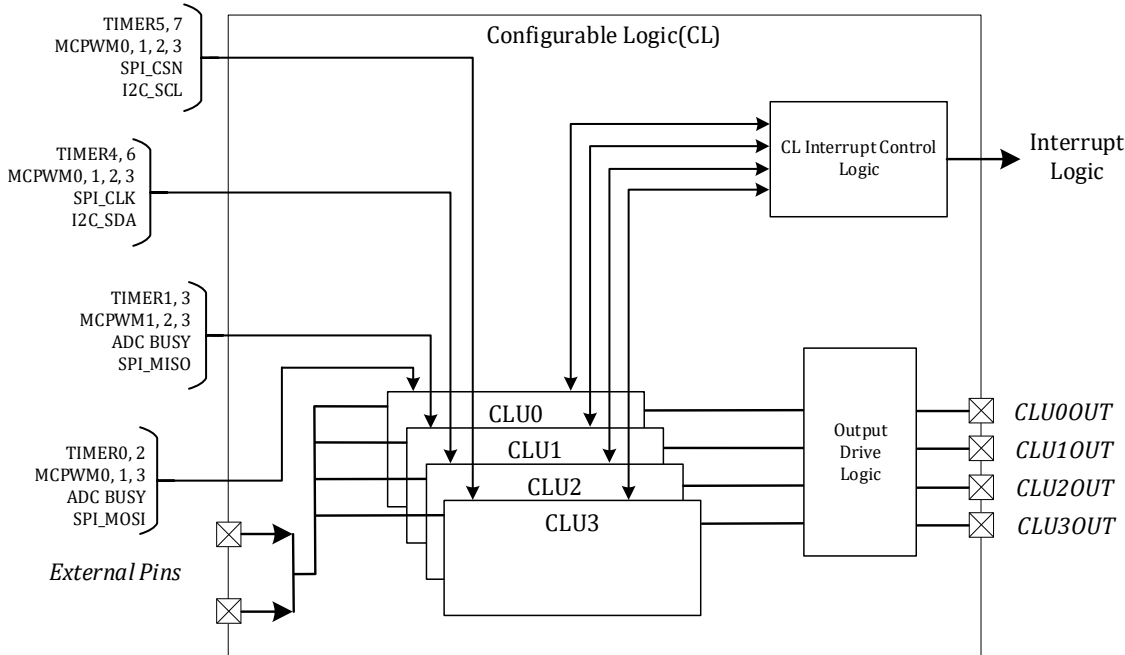 TIMER5, 7
MCPWM0, 1, 2, 3
SPI_CSN
I2C_SCL
Configurable Logic(CL)
TIMER4, 6
MCPWM0, 1, 2, 3
SPI_CLK
I2C_SDA
CL Interrupt Control
Logic
Interrupt
Logic
TIMER1, 3
MCPWM1, 2, 3
ADC BUSY
SPI_MISO
TIMER0, 2
MCPWM0, 1, 3
ADC BUSY
SPI_MOSI
External Pins
CLU0
CLU1
CLU2
CLU3
Output
Drive
Logic
CLU0OUT
CLU1OUT
CLU2OUT
CLU3OUT